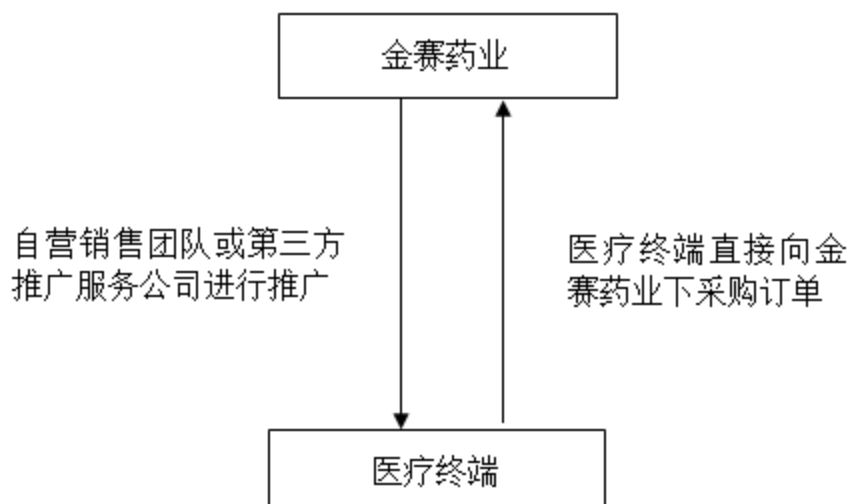 金赛药业
自营销售团队或第三方
推广服务公司进行推广
医疗终端直接向金
赛药业下采购订单
医疗终端